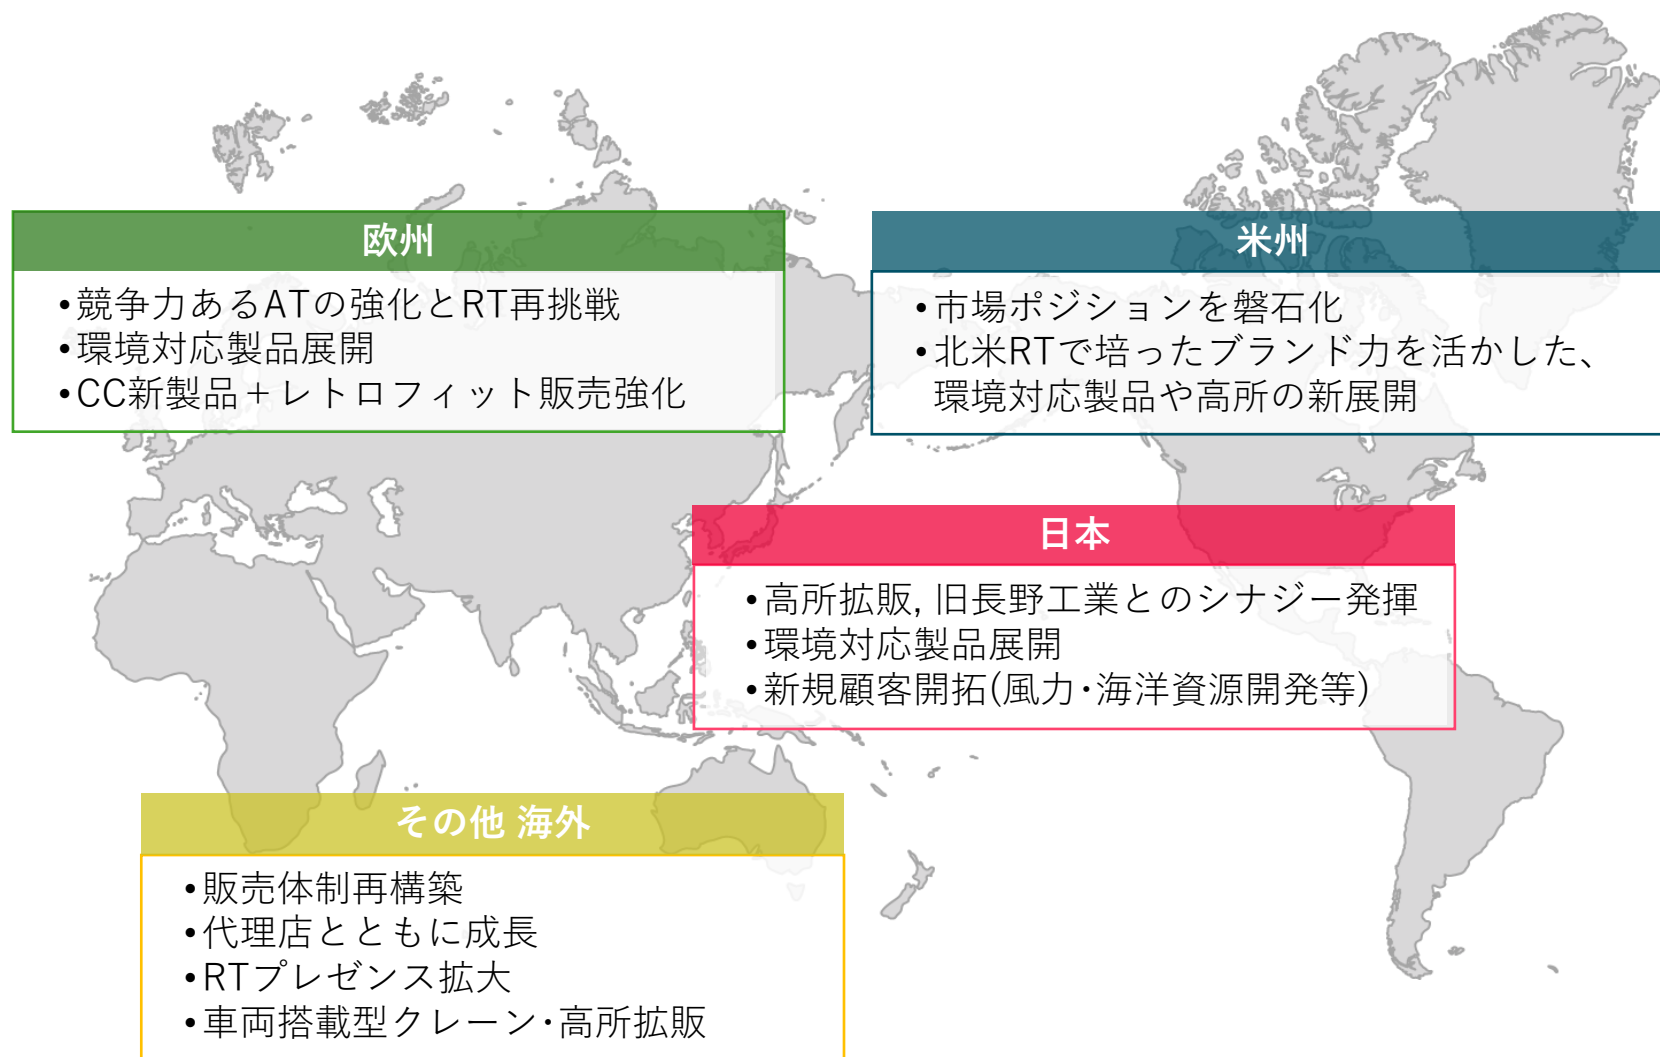 欧州
•競争力あるATの強化とRT再挑戦
•環境対応製品展開
•CC新製品＋レトロフィット販売強化
米州
•市場ポジションを磐石化
•北米RTで培ったブランド力を活かした、
環境対応製品や高所の新展開
日本
•高所拡販, 旧長野工業とのシナジー発揮
•環境対応製品展開
•新規顧客開拓(風力･海洋資源開発等)
その他 海外
•販売体制再構築
•代理店とともに成長
•RTプレゼンス拡大
•車両搭載型クレーン･高所拡販